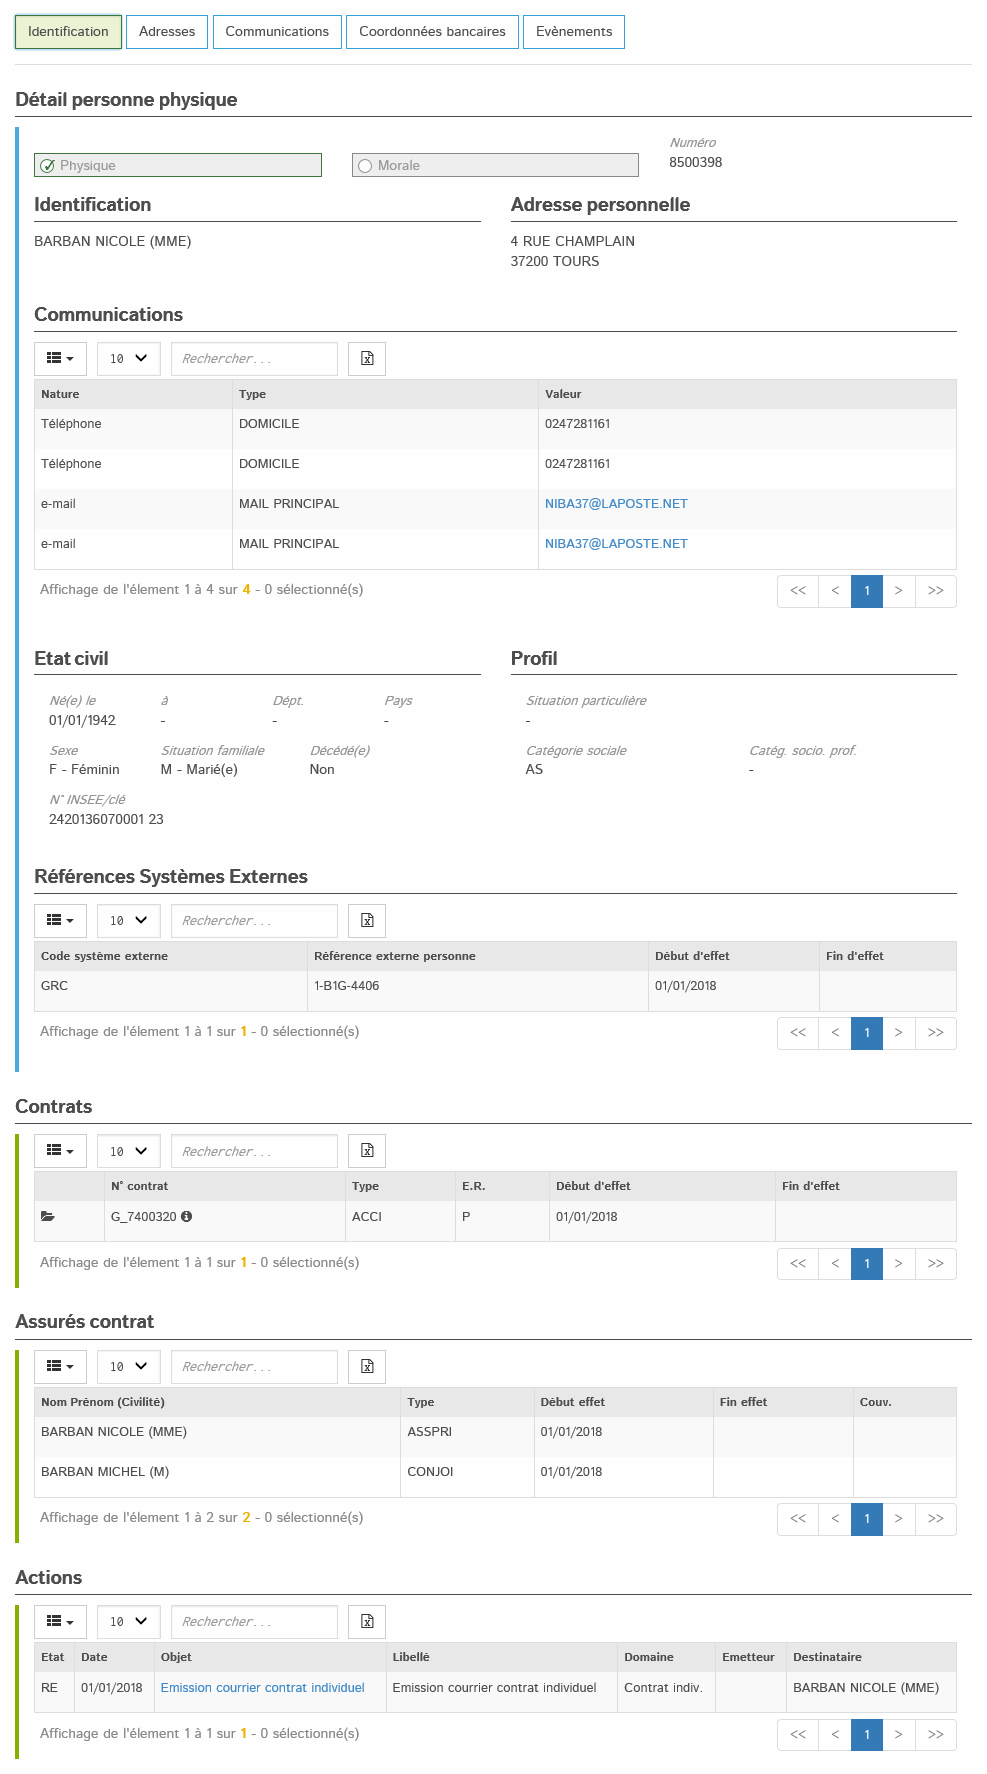 Identification Adresses Communications Coordonnées bancaires Evènements
Détail personne physique
Physique Morale
Numéro
8500398
Identification
BARBAN NICOLE (MME)
Adresse personnelle
4 RUE CHAMPLAIN
37200 TOURS
Communications
10 Rechercher...
Nature Type Valeur
Téléphone DOMICILE 0247281161
Téléphone DOMICILE 0247281161
e-mail MAIL PRINCIPAL NIBA37@LAPOSTE.NET
e-mail MAIL PRINCIPAL NIBA37@LAPOSTE.NET
Affichage de l'élement 1 à 4 sur 4 - 0 sélectionné(s) << < 1 > >>
Etat civil
Né(e) le à Dépt. Pays
01/01/1942 - - -
Sexe Situation familiale Décédé(e)
F - Féminin M - Marié(e) Non
N° INSEE/clé
2420136070001 23
Profil
Situation particulière
-
Catégorie sociale Catég. socio. prof.
AS -
Références Systèmes Externes
10 Rechercher...
Code système externe Référence externe personne Début d'effet Fin d'effet
GRC 1-B1G-4406 01/01/2018
Affichage de l'élement 1 à 1 sur 1 - 0 sélectionné(s) << < 1 > >>
Contrats
10 Rechercher...
N° contrat Type E.R. Début d'effet Fin d'effet
G_7400320 ACCI P 01/01/2018
Affichage de l'élement 1 à 1 sur 1 - 0 sélectionné(s) << < 1 > >>
Assurés contrat
10 Rechercher...
Nom Prénom (Civilité) Type Début effet Fin effet Couv.
BARBAN NICOLE (MME) ASSPRI 01/01/2018
BARBAN MICHEL (M) CONJOI 01/01/2018
Affichage de l'élement 1 à 2 sur 2 - 0 sélectionné(s) << < 1 > >>
Actions
10 Rechercher...
Etat Date Objet Libellé Domaine Emetteur Destinataire
RE 01/01/2018 Emission courrier contrat individuel Emission courrier contrat individuel Contrat indiv. BARBAN NICOLE (MME)
Affichage de l'élement 1 à 1 sur 1 - 0 sélectionné(s) << < 1 > >>